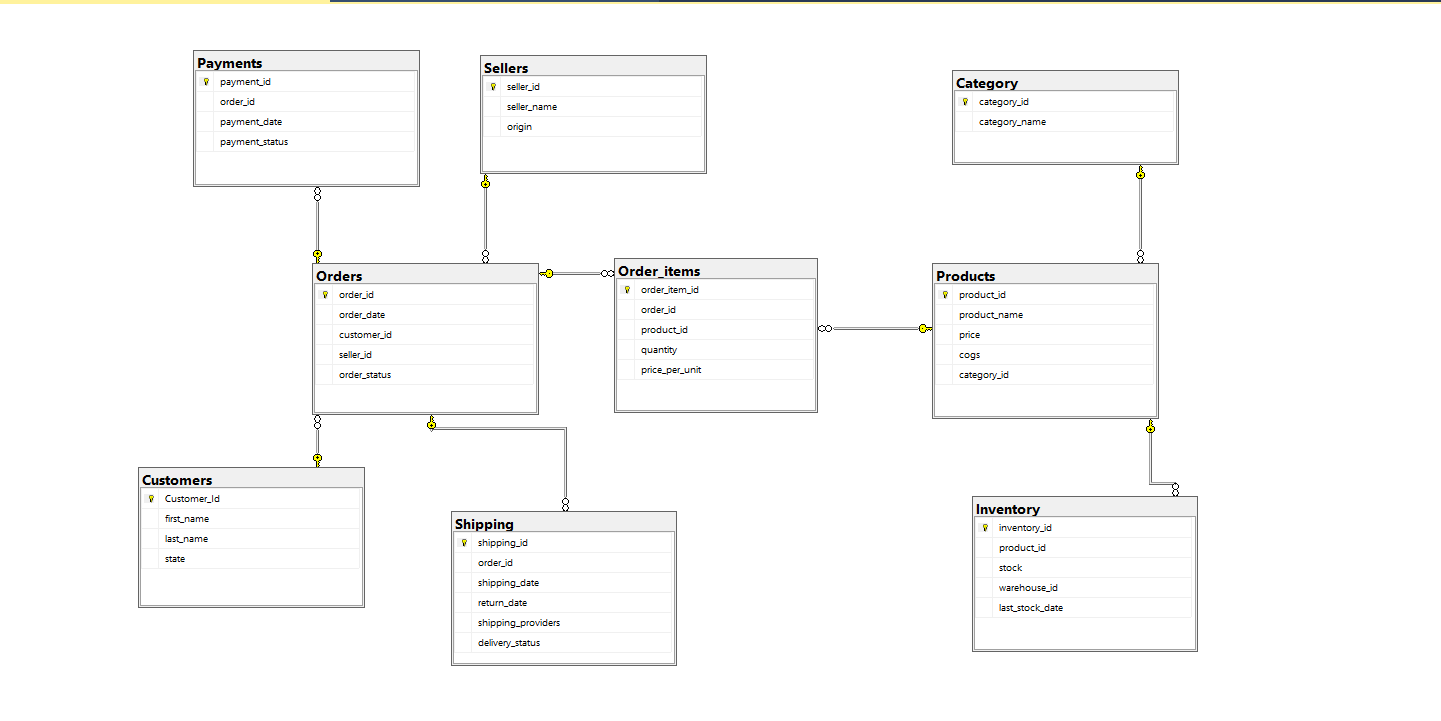 Payments
payment_id
order_id
payment_date
payment_status
Sellers
seller_id
seller_name
origin
Category
category_id
category_name
Orders
order_id
order_date
customer_id
seller_id
order_status
Order_items
order_item_id
order_id
product_id
quantity
price_per_unit
Products
product_id
product_name
price
cogs
category_id
Customers
Customer_Id
first_name
last_name
state
Shipping
shipping_id
order_id
shipping_date
return_date
shipping_providers
delivery_status
Inventory
inventory_id
product_id
stock
warehouse_id
last_stock_date